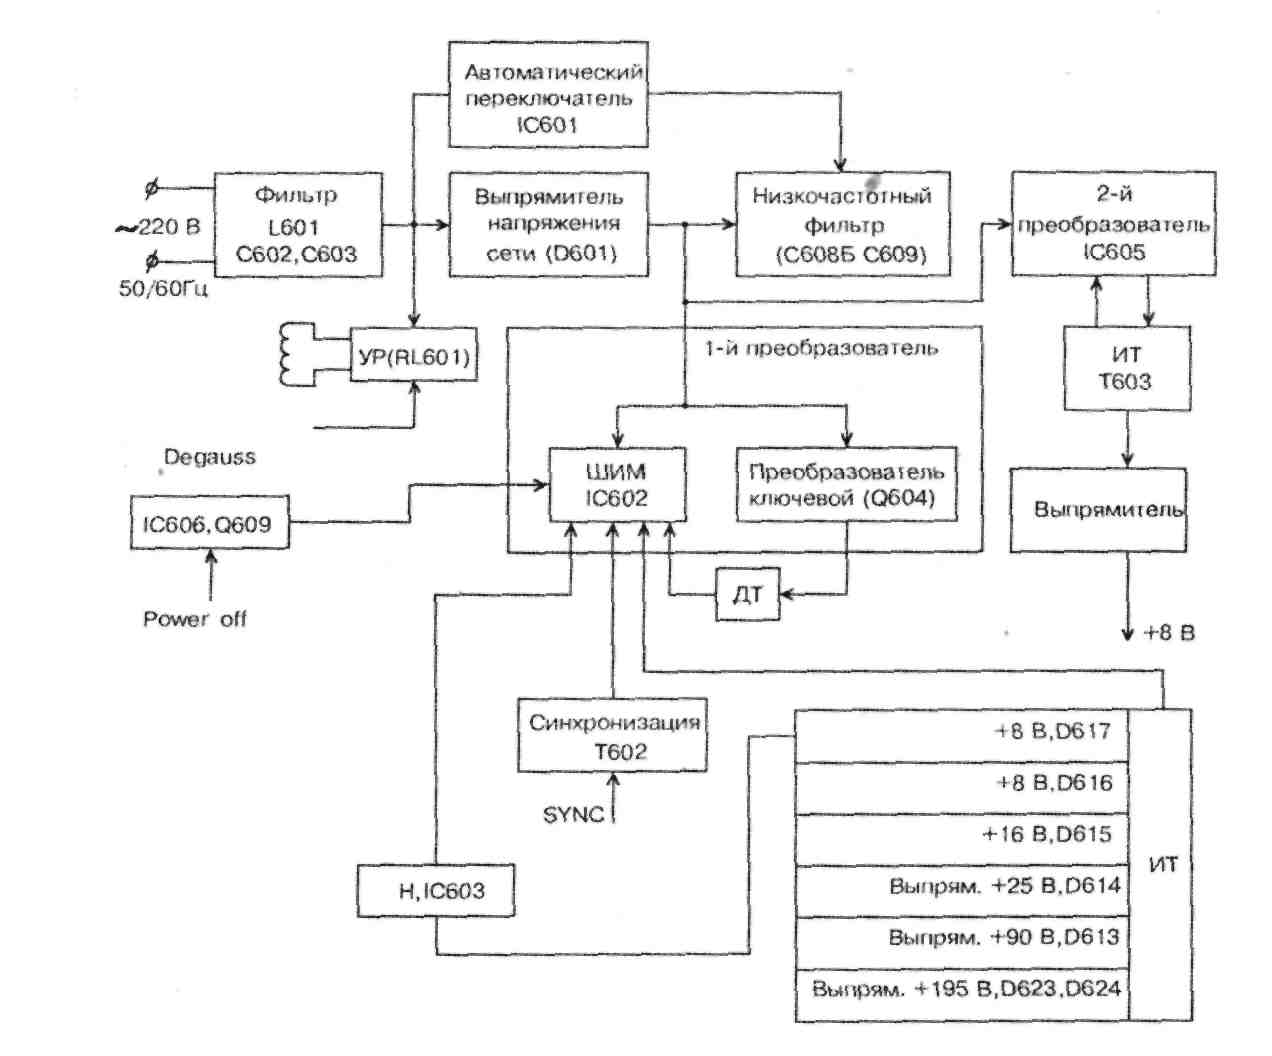 Автоматический
переключатель
IC601
Фильтр
L601
C602,C603
~220 В
50/60Гц
Выпрямитель
напряжения
сети (D601)
Низкочастотный
фильтр
(C608Б C609)
2-й
преобразователь
IC605
УР(RL601)
1-й преобразователь
ИТ
T603
Degauss
ШИМ
IC602
Преобразователь
ключевой (Q604)
Выпрямитель
IC606,Q609
Power off
ДТ
+8 В
Синхронизация
T602
SYNC
+8 В,D617
+8 В,D616
+16 В,D615
Выпрям. +25 В,D614
Выпрям. +90 В,D613
Выпрям. +195 В,D623,D624
ИТ
Н,IC603